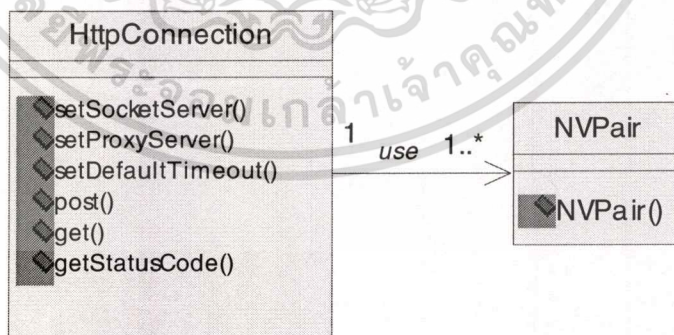 HttpConnection
setSocketServer()
setProxyServer()
setDefaultTimeout()
post()
get()
getStatusCode()
1 use 1..*
NVPair
NVPair()